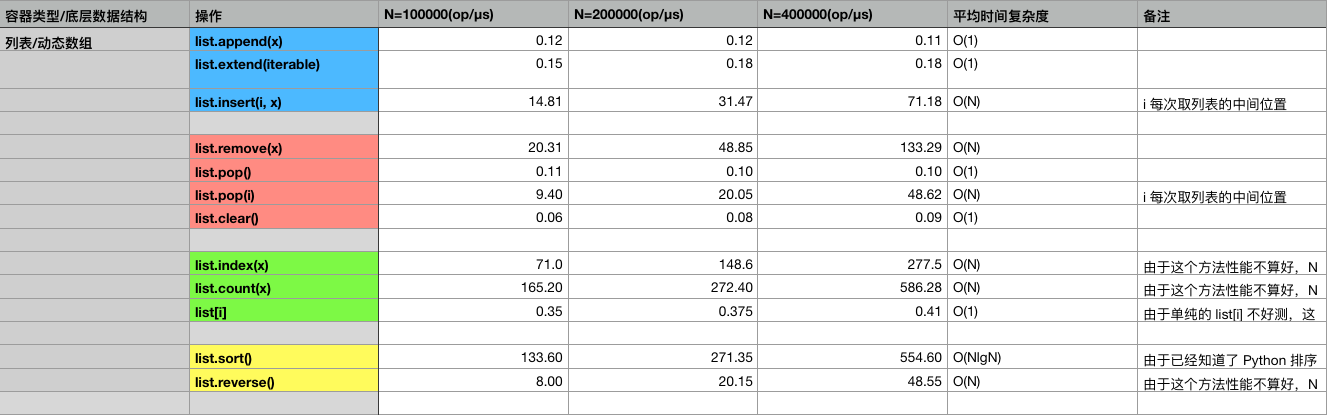 容器类型/底层数据结构 操作 N=100000(op/µs) N=200000(op/µs) N=400000(op/µs) 平均时间复杂度 备注
列表/动态数组 list.append(x) 0.12 0.12 0.11 O(1)
list.extend(iterable) 0.15 0.18 0.18 O(1)
list.insert(i, x) 14.81 31.47 71.18 O(N) i 每次取列表的中间位置
list.remove(x) 20.31 48.85 133.29 O(N)
list.pop() 0.11 0.10 0.10 O(1)
list.pop(i) 9.40 20.05 48.62 O(N) i 每次取列表的中间位置
list.clear() 0.06 0.08 0.09 O(1)
list.index(x) 71.0 148.6 277.5 O(N) 由于这个方法性能不算好，N
list.count(x) 165.20 272.40 586.28 O(N) 由于这个方法性能不算好，N
list[i] 0.35 0.375 0.41 O(1) 由于单纯的 list[i] 不好测，这
list.sort() 133.60 271.35 554.60 O(NlgN) 由于已经知道了 Python 排序
list.reverse() 8.00 20.15 48.55 O(N) 由于这个方法性能不算好，N